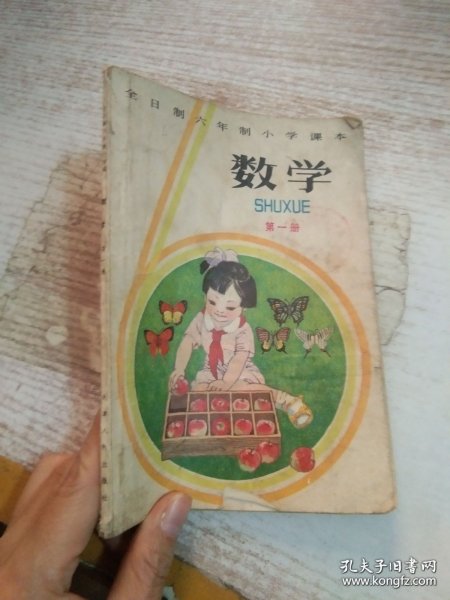 全日制六年制小学课本
数学
SHUXUE
第一册
孔夫子旧书网
www.kongfz.com